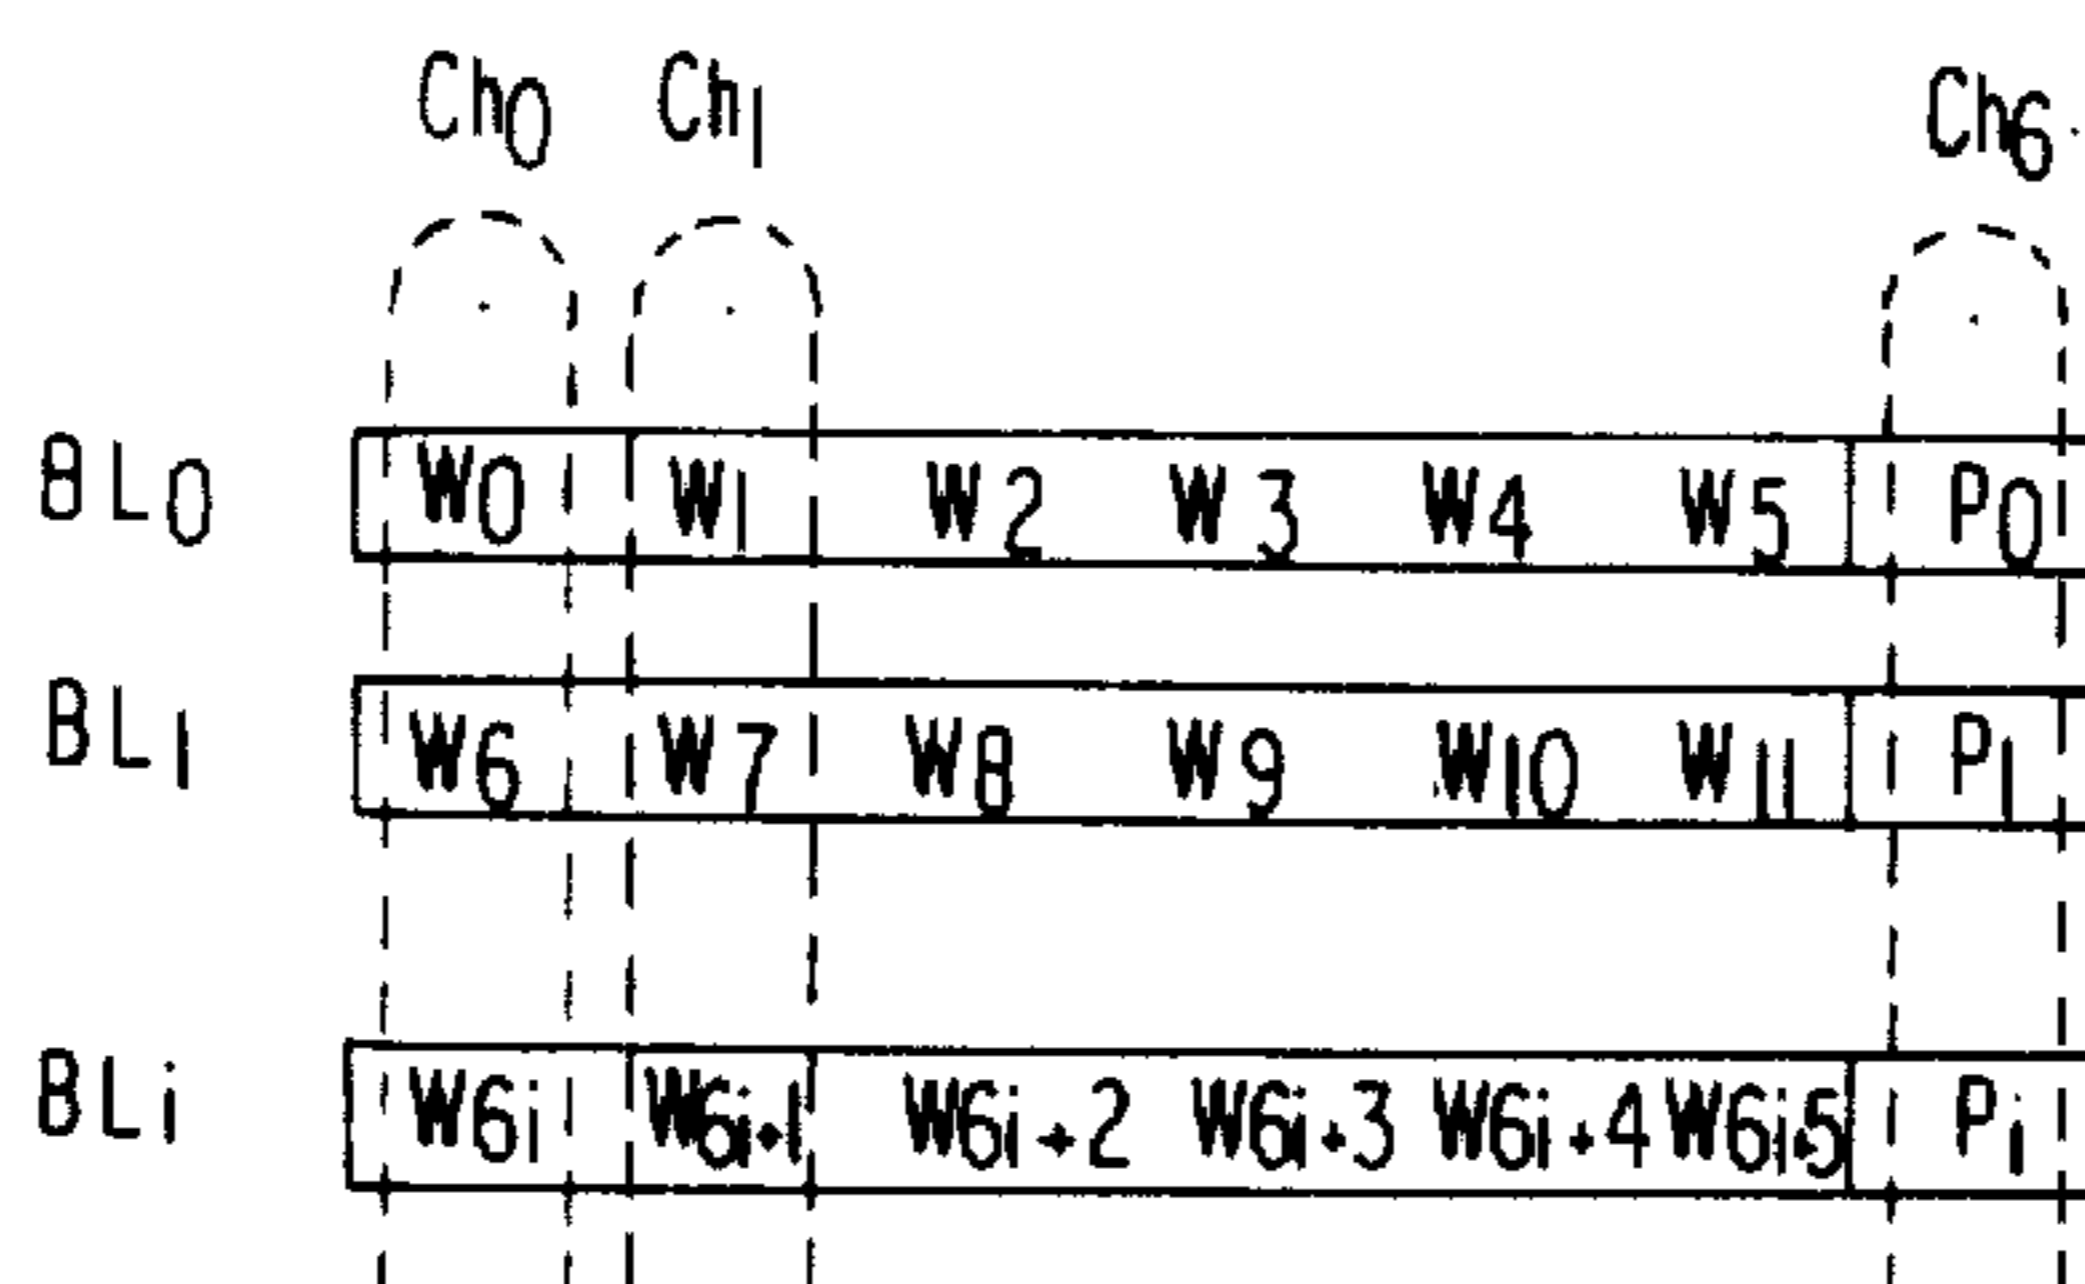 Ch0 Ch1 Ch6
BL0 W0 W1 W2 W3 W4 W5 P0
BL1 W6 W7 W8 W9 W10 W11 P1
BLi W6i W6i+1 W6i+2 W6i+3 W6i+4 W6i+5 Pi